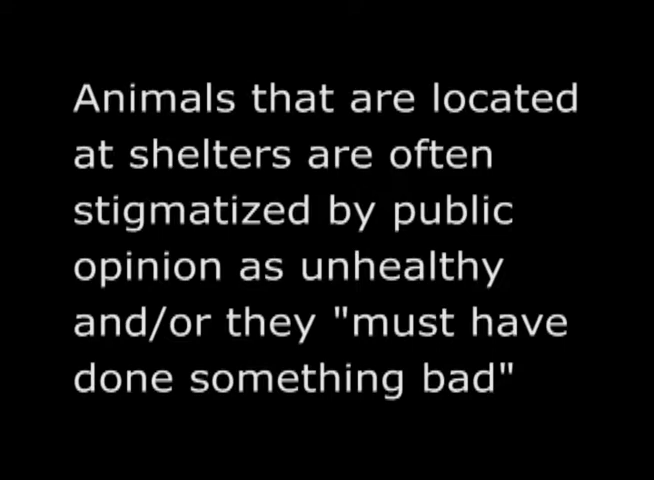 Animals that are located
at shelters are often
stigmatized by public
opinion as unhealthy
and/or they "must have
done something bad"